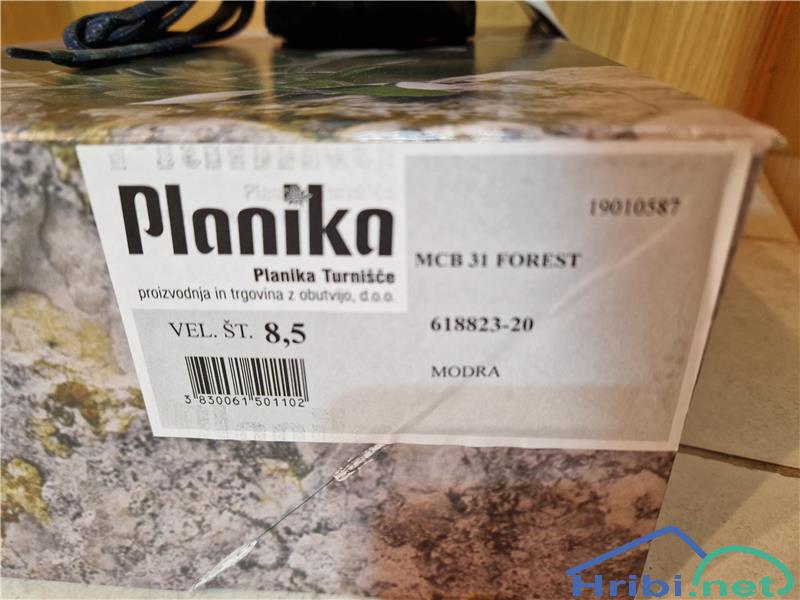 Planika
Planika Turnišče
proizvodnja in trgovina z obutvijo, d.o.o.
19010587
MCB 31 FOREST
VEL. ŠT. 8,5
618823-20
MODRA
3 830061 501102
Hribi.net